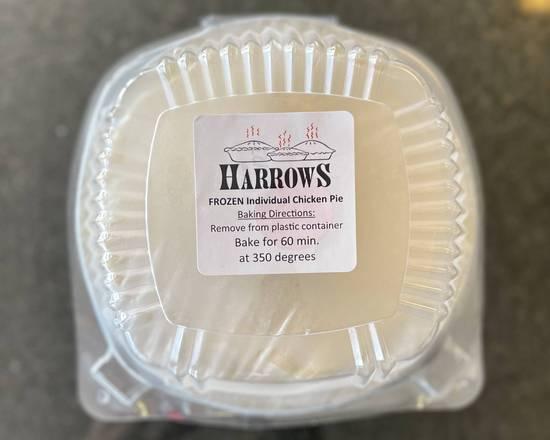 HARROWS
FROZEN Individual Chicken Pie
Baking Directions:
Remove from plastic container
Bake for 60 min.
at 350 degrees